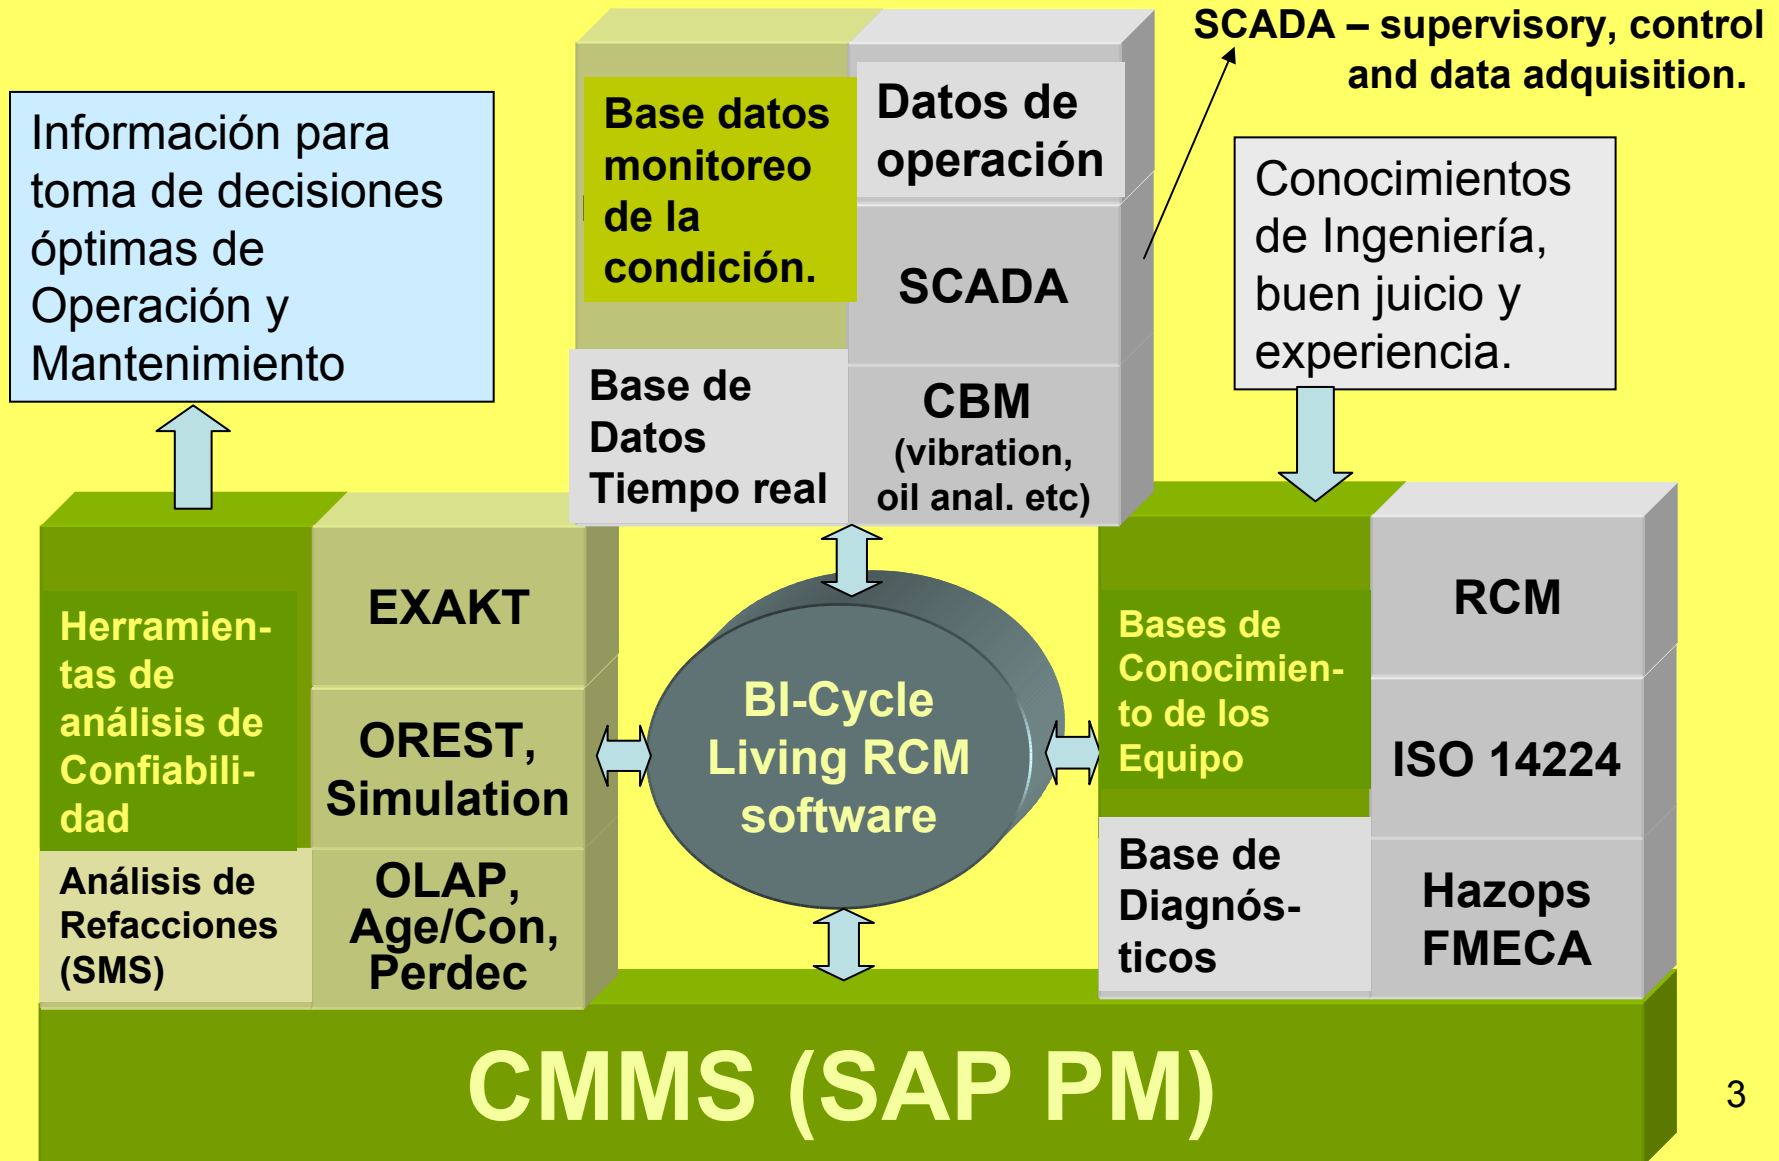 SCADA – supervisory, control
and data adquisition.
Información para
toma de decisiones
óptimas de
Operación y
Mantenimiento
Base datos
monitoreo
de la
condición.
Datos de
operación
SCADA
Base de
Datos
Tiempo real
CBM
(vibration,
oil anal. etc)
Conocimientos
de Ingeniería,
buen juicio y
experiencia.
Herramien-
tas de
análisis de
Confiabili-
dad
EXAKT
OREST,
Simulation
Análisis de
Refacciones
(SMS)
OLAP,
Age/Con,
Perdec
BI-Cycle
Living RCM
software
Bases de
Conocimien-
to de los
Equipo
RCM
ISO 14224
Base de
Diagnós-
ticos
Hazops
FMECA
CMMS (SAP PM)
3